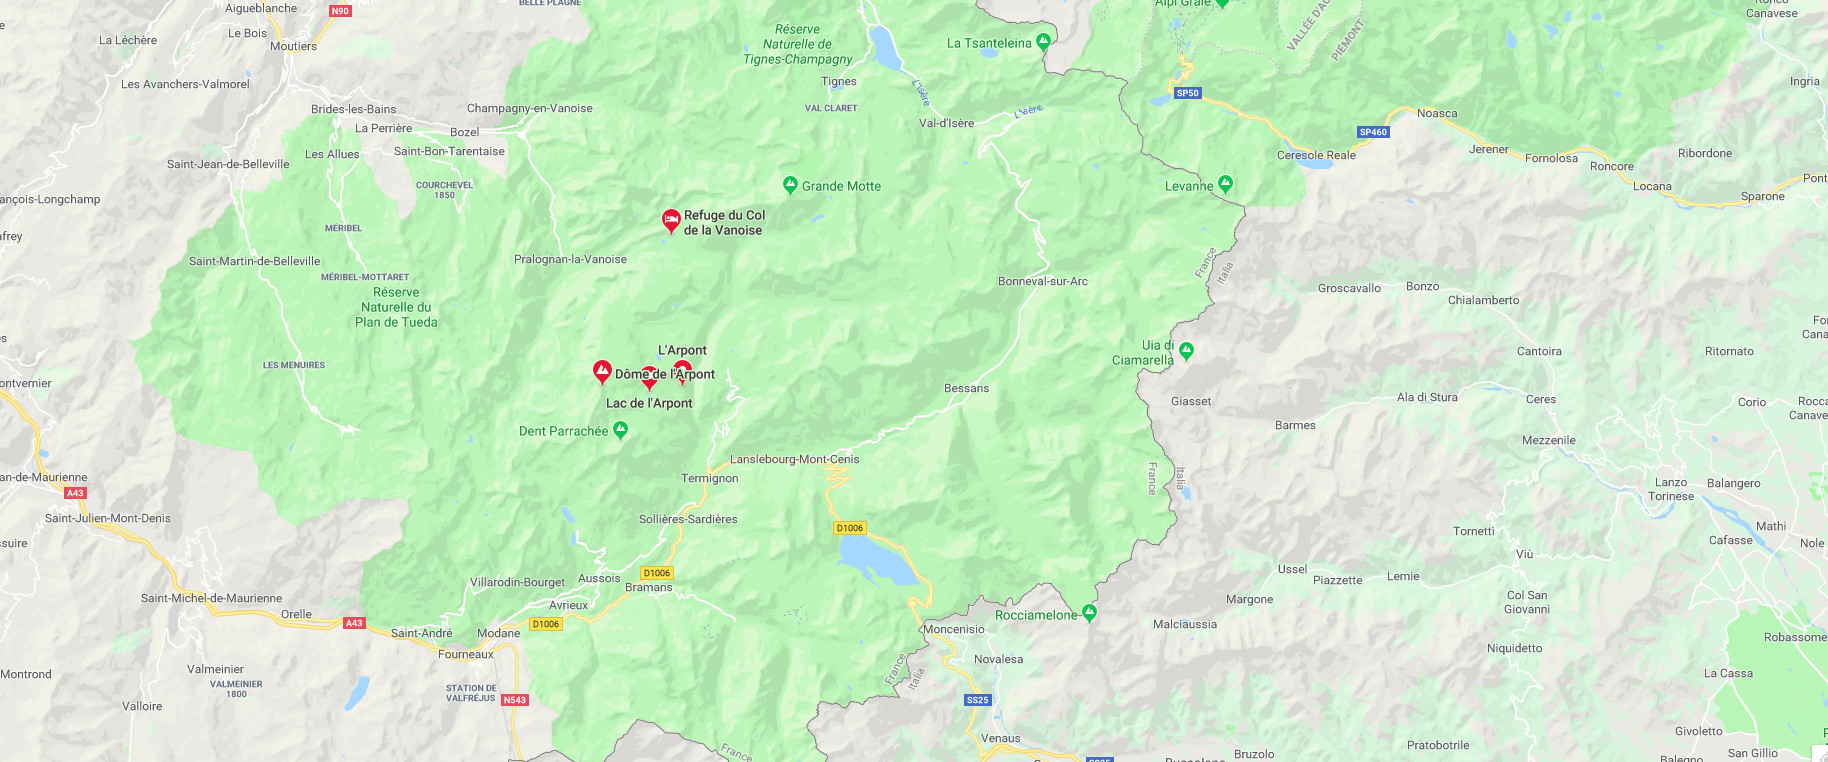 Aigueblanche
N90
BELLE PLAGNE
Alpi Graie
Ronco
Canavese
La Léchère
Le Bois
Moutiers
Réserve
Naturelle de
Tignes-Champagny
La Tsanteleina
VALLÉE D'AO
PIÉMONT
Les Avanchers-Valmorel
Tignes
L'Isère
SP50
Ingria
Brides-les-Bains
Champagny-en-Vanoise
VAL CLARET
L'Isère
Noasca
La Perrière
Bozel
Val-d'Isère
SP460
Les Allues
Saint-Bon-Tarentaise
Ceresole Reale
Jerener
Fornolosa
Ribordone
Saint-Jean-de-Belleville
Roncore
COURCHEVEL
1850
Grande Motte
Levanne
Locana
Pont
ançois-Longchamp
Sparone
Refuge du Col
de la Vanoise
MÉRIBEL
afrey
Saint-Martin-de-Belleville
Pralognan-la-Vanoise
France
Italia
MÉRIBEL-MOTTARET
Bonneval-sur-Arc
Groscavallo
Bonzo
Chialamberto
Réserve
Naturelle du
Plan de Tueda
For
Canav
es
L'Arpont
Uia di
Ciamarella
Cantoira
Ritornato
LES MENUIRES
Dôme de l'Arpont
ontvernier
Bessans
Lac de l'Arpont
Giasset
Ala di Stura
Ceres
Corio
Rocca
Canave
Dent Parrachée
Barmes
Mezzenile
Lanslebourg-Mont-Cenis
an-de-Maurienne
Termignon
France
Italia
Lanzo
Torinese
Balangero
A43
Saint-Julien-Mont-Denis
Sollières-Sardières
D1006
Tornetti
Mathi
ssuire
Cafasse
Nole
Viù
D1006
Ussel
Piazzette
Lemie
Villarodin-Bourget
Aussois
Bramans
Saint-Michel-de-Maurienne
Avrieux
Margone
Col San
Giovanni
Orelle
A43
D1006
Rocciamelone
Malciaussia
Saint-André
Modane
Moncenisio
Robassome
Fourneaux
Novalesa
Niquidetto
Montrond
Valmeinier
VALMEINIER
1800
STATION DE
VALFRÉJUS
France
Italia
La Cassa
N543
SS25
Valloire
Givoletto
France
Venaus
Bruzolo
Pratobotrile
San Gillio